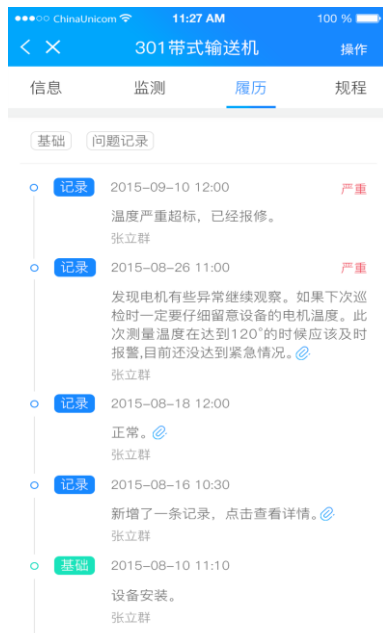 ChinaUnicom 11:27 AM 100 %
301带式输送机 操作
信息 监测 履历 规程
基础 问题记录
记录 2015-09-10 12:00 严重
温度严重超标，已经报修。
张立群
记录 2015-08-26 11:00 严重
发现电机有些异常继续观察。如果下次巡
检时一定要仔细留意设备的电机温度。此
次测量温度在达到120°的时候应该及时
报警,目前还没达到紧急情况。
张立群
记录 2015-08-18 12:00
正常。
张立群
记录 2015-08-16 10:30
新增了一条记录，点击查看详情。
张立群
基础 2015-08-10 11:10
设备安装。
张立群